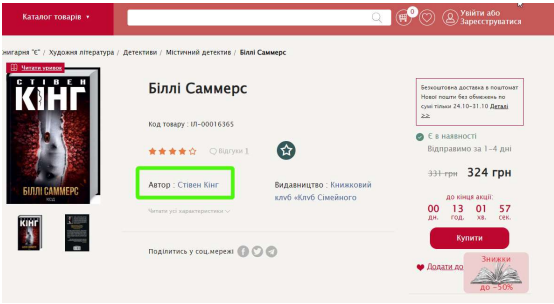 Каталог товарів
0
Увійти або
Зареєструватися
книгарня "Є" / Художня література / Детективи / Містичний детектив / Біллі Саммерс
Читати уривок
СТІВЕН
КІНГ
БІЛЛІ САММЕРС
КСД
КІНГ
Біллі Саммерс
Код товару : ІЛ-00016365
Відгуки 1
Автор : Стівен Кінг
Видавництво : Книжковий
клуб «Клуб Сімейного
Читати усі характеристики
Поділитись у соц.мережі
Безкоштовна доставка в поштомат
Нової пошти без обмежень по
сумі тільки 24.10-31.10 Деталі
>>
Є в наявності
Відправимо за 1-4 дні
331 грн 324 грн
до кінця акції:
00 13 01 57
дн. год. хв. сек.
Купити
Додати до
Знижки
до -50%